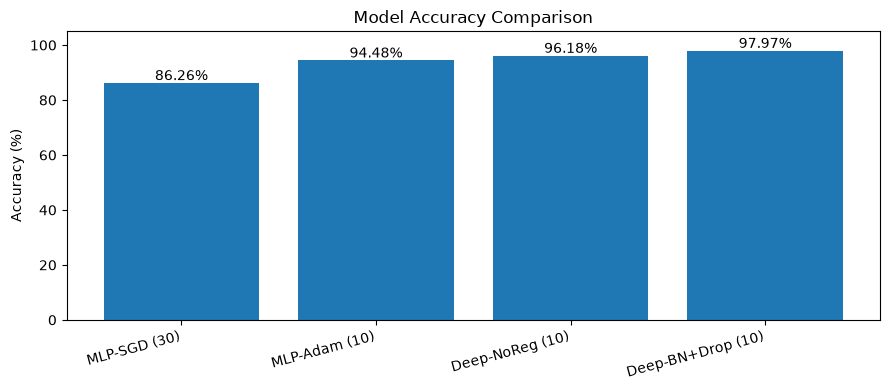 Model Accuracy Comparison
Accuracy (%)
100
80
60
40
20
0
86.26%
94.48%
96.18%
97.97%
MLP-SGD (30)
MLP-Adam (10)
Deep-NoReg (10)
Deep-BN+Drop (10)